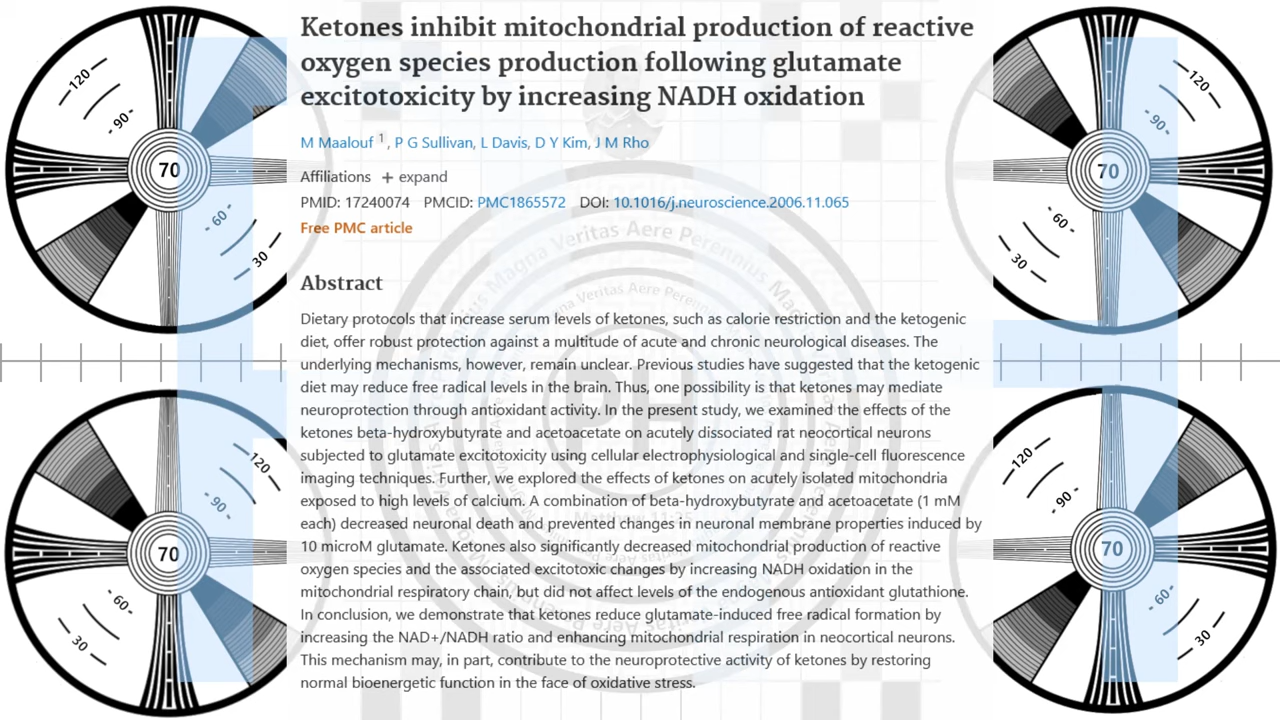 Ketones inhibit mitochondrial production of reactive
oxygen species production following glutamate
excitotoxicity by increasing NADH oxidation
M Maalouf 1, P G Sullivan, L Davis, D Y Kim, J M Rho
Affiliations + expand
PMID: 17240074 PMCID: PMC1865572 DOI: 10.1016/j.neuroscience.2006.11.065
Free PMC article
Abstract
Dietary protocols that increase serum levels of ketones, such as calorie restriction and the ketogenic
diet, offer robust protection against a multitude of acute and chronic neurological diseases. The
underlying mechanisms, however, remain unclear. Previous studies have suggested that the ketogenic
diet may reduce free radical levels in the brain. Thus, one possibility is that ketones may mediate
neuroprotection through antioxidant activity. In the present study, we examined the effects of the
ketones beta-hydroxybutyrate and acetoacetate on acutely dissociated rat neocortical neurons
subjected to glutamate excitotoxicity using cellular electrophysiological and single-cell fluorescence
imaging techniques. Further, we explored the effects of ketones on acutely isolated mitochondria
exposed to high levels of calcium. A combination of beta-hydroxybutyrate and acetoacetate (1 mM
each) decreased neuronal death and prevented changes in neuronal membrane properties induced by
10 microM glutamate. Ketones also significantly decreased mitochondrial production of reactive
oxygen species and the associated excitotoxic changes by increasing NADH oxidation in the
mitochondrial respiratory chain, but did not affect levels of the endogenous antioxidant glutathione.
In conclusion, we demonstrate that ketones reduce glutamate-induced free radical formation by
increasing the NAD+/NADH ratio and enhancing mitochondrial respiration in neocortical neurons.
This mechanism may, in part, contribute to the neuroprotective activity of ketones by restoring
normal bioenergetic function in the face of oxidative stress.
120
- 90 -
70
- 60 -
30
120
- 90 -
70
- 60 -
30
120
- 90 -
70
- 60 -
30
120
- 90 -
70
- 60 -
30
Magna Veritas Aere Perennius
PH